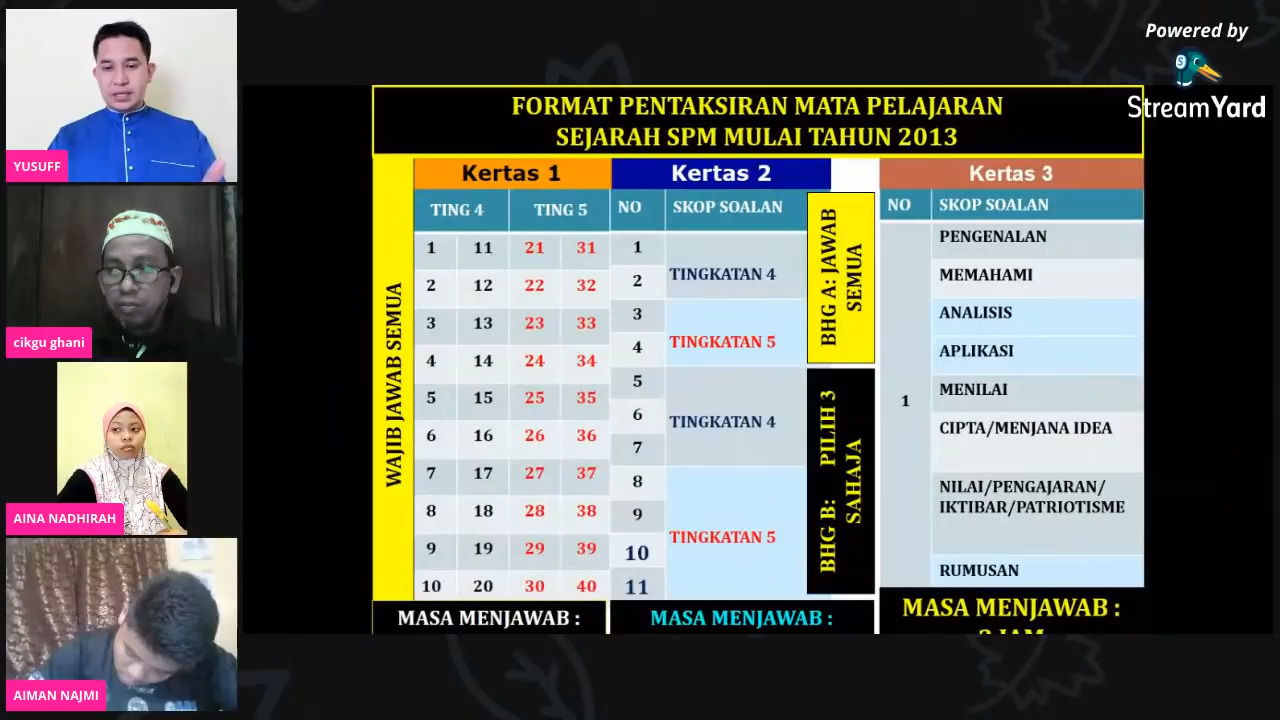 Powered by
StreamYard
YUSUFF
cikgu ghani
AINA NADHIRAH
AIMAN NAJMI
FORMAT PENTAKSIRAN MATA PELAJARAN
SEJARAH SPM MULAI TAHUN 2013
WAJIB JAWAB SEMUA
Kertas 1
TING 4 TING 5
1 11 21 31
2 12 22 32
3 13 23 33
4 14 24 34
5 15 25 35
6 16 26 36
7 17 27 37
8 18 28 38
9 19 29 39
10 20 30 40
MASA MENJAWAB :
Kertas 2
NO SKOP SOALAN
1
2
TINGKATAN 4
3
4
TINGKATAN 5
5
6
7
TINGKATAN 4
8
9
10
11
TINGKATAN 5
BHG A: JAWAB
SEMUA
BHG B: PILIH 3
SAHAJA
MASA MENJAWAB :
Kertas 3
NO SKOP SOALAN
1
PENGENALAN
MEMAHAMI
ANALISIS
APLIKASI
MENILAI
CIPTA/MENJANA IDEA
NILAI/PENGAJARAN/
IKTIBAR/PATRIOTISME
RUMUSAN
MASA MENJAWAB :
JAM